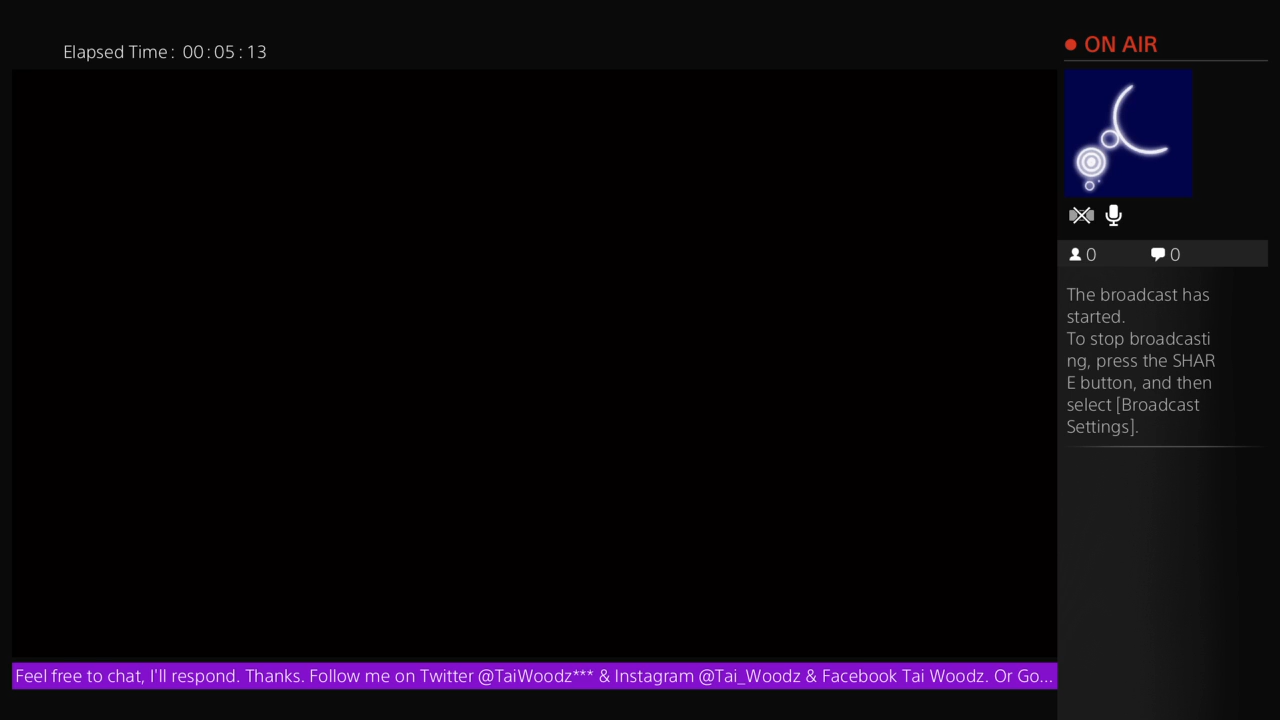 Elapsed Time: 00:05:13
ON AIR
0 0
The broadcast has
started.
To stop broadcasti
ng, press the SHAR
E button, and then
select [Broadcast
Settings].
Feel free to chat, I'll respond. Thanks. Follow me on Twitter @TaiWoodz*** & Instagram @Tai_Woodz & Facebook Tai Woodz. Or Go...